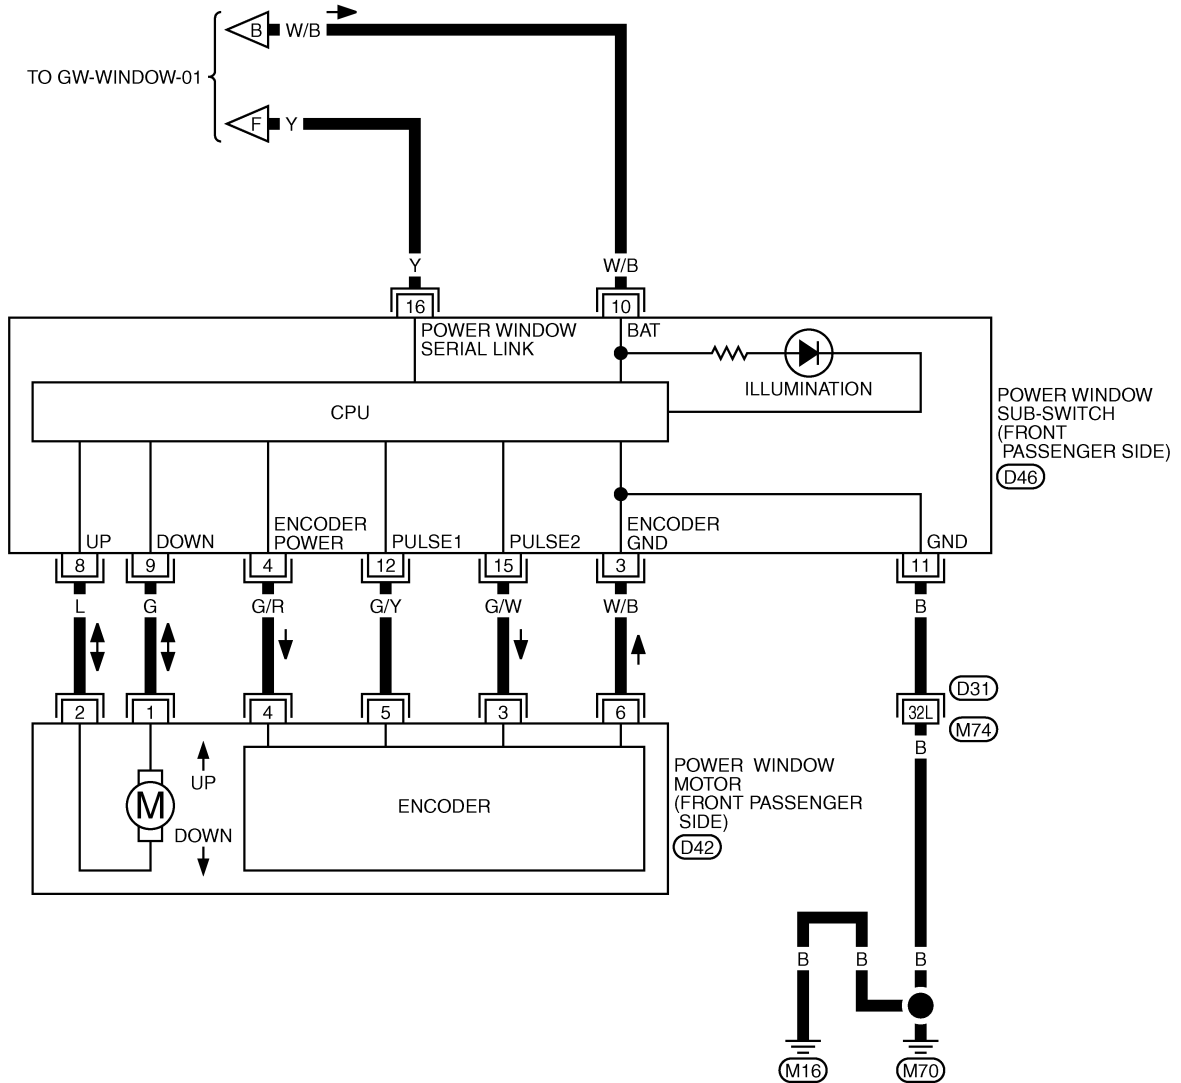 B W/B
TO GW-WINDOW-01
F Y
Y W/B
16 10
POWER WINDOW
SERIAL LINK
BAT
ILLUMINATION
CPU
POWER WINDOW
SUB-SWITCH
(FRONT
PASSENGER SIDE)
D46
UP DOWN
ENCODER
POWER
PULSE1 PULSE2
ENCODER
GND
GND
8 9 4 12 15 3 11
L G G/R G/Y G/W W/B B
D31
2 1 4 5 3 6 32L
M74
B
UP
M
DOWN
ENCODER
POWER WINDOW
MOTOR
(FRONT PASSENGER
SIDE)
D42
B B B
M16 M70